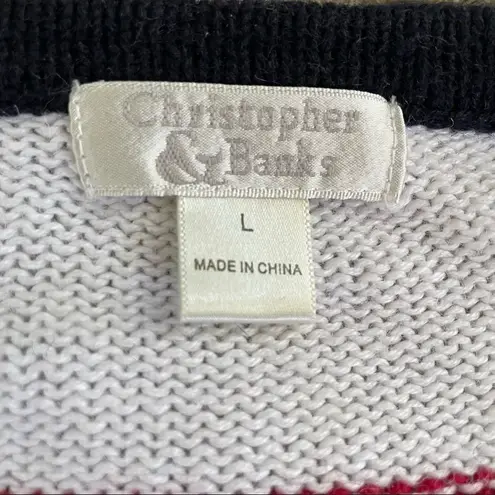 Christopher
& Banks
L
MADE IN CHINA